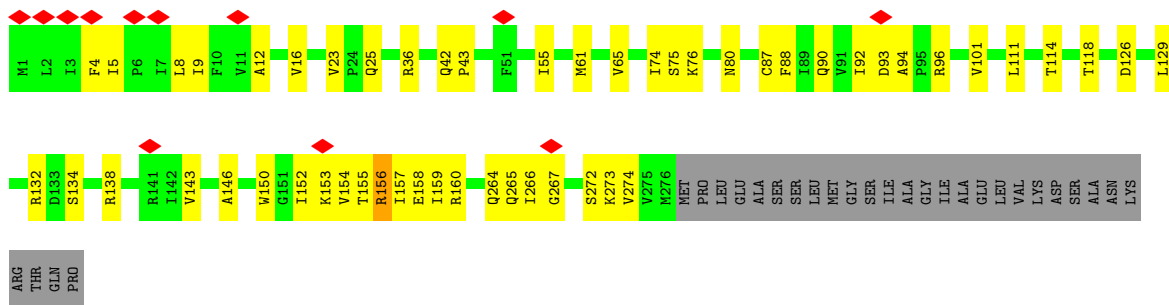 M1 L2 I3 F4 I5 P6 I7 L8 I9 F10 V11 A12 V16 V23 P24 Q25 R36 Q42 P43 F51 I55 M61 V65 I74 S75 K76 N80 C87 F88 I89 Q90 V91 I92 D93 A94 P95 R96 V101 L111 T114 T118 D126 L129
R132 D133 S134 R138 R141 I142 V143 A146 W150 G151 I152 K153 V154 T155 R156 I157 E158 I159 R160 Q264 Q265 I266 G267 S272 K273 V274 V275 M276 MET PRO LEU GLU ALA SER SER LEU MET GLY SER ILE ALA GLY ILE ALA GLU LEU VAL LYS ASP SER ALA ASN LYS
ARG THR GLN PRO